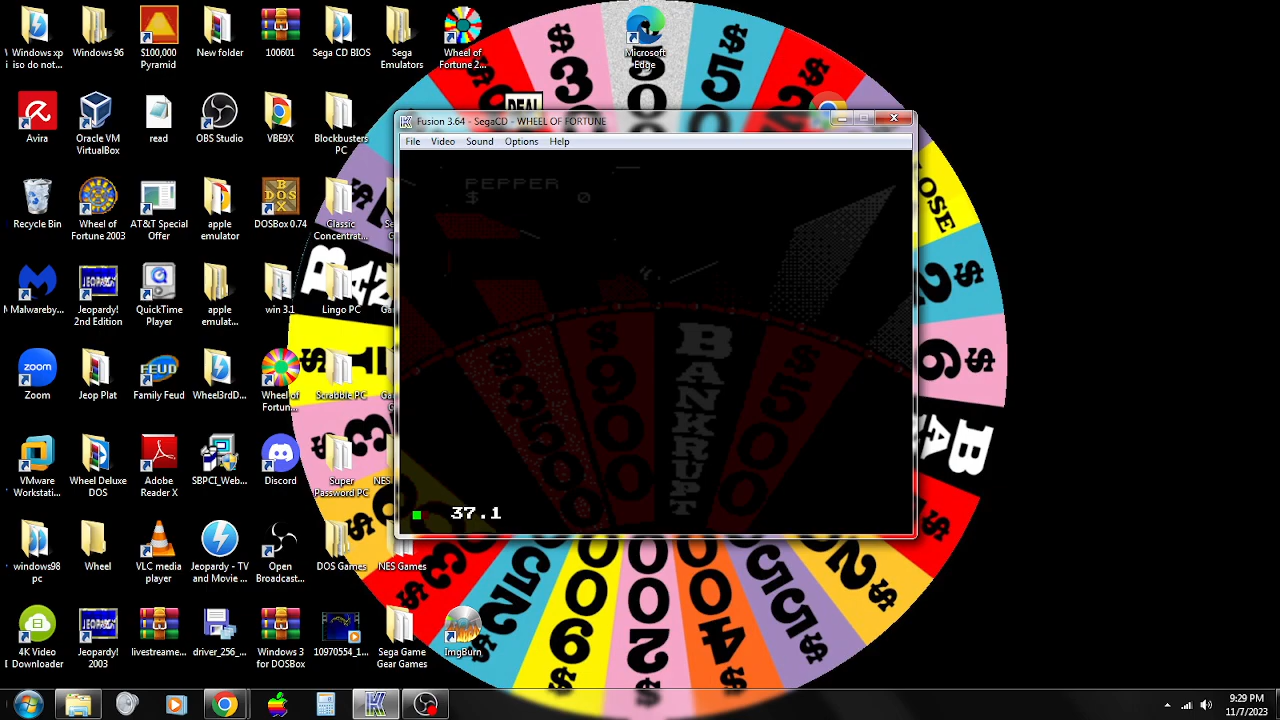 Windows xp iso do not...
Windows 96
$100,000 Pyramid
New folder
100601
Sega CD BIOS
Sega Emulators
Wheel of Fortune 2...
Microsoft Edge
Avira
Oracle VM VirtualBox
read
OBS Studio
VBE9X
Blockbusters PC
DEAL
Recycle Bin
Wheel of Fortune 2003
AT&T Special Offer
apple emulator
DOSBox 0.74
Classic Concentrat...
Malwareby...
Jeopardy! 2nd Edition
QuickTime Player
apple emulat...
win 3.1
Lingo PC
Zoom
Jeop Plat
Family Feud
Wheel3rdD...
Wheel of Fortun...
Scrabble PC
VMware Workstati...
Wheel Deluxe DOS
Adobe Reader X
SBPCI_Web...
Discord
Super Password PC
NES
windows98 pc
Wheel
VLC media player
Jeopardy - TV and Movie ...
Open Broadcast...
DOS Games
NES Games
4K Video Downloader
Jeopardy! 2003
livestreame...
driver_256_...
Windows 3 for DOSBox
10970554_1...
Sega Game Gear Games
ImgBurn
Fusion 3.64 - SegaCD - WHEEL OF FORTUNE
File Video Sound Options Help
PEPPER
$ 0
$3500
$900
BANKRUPT
$500
37.1
9:29 PM
11/7/2023